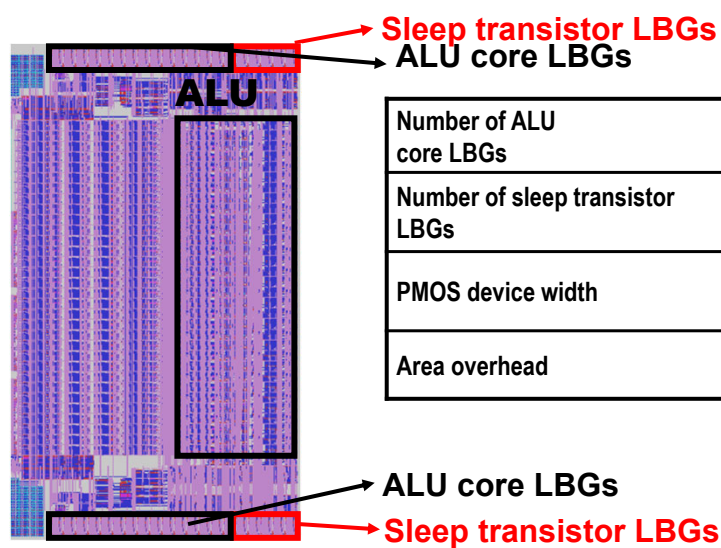 Sleep transistor LBGs
ALU core LBGs
ALU
Number of ALU
core LBGs
Number of sleep transistor
LBGs
PMOS device width
Area overhead
ALU core LBGs
Sleep transistor LBGs